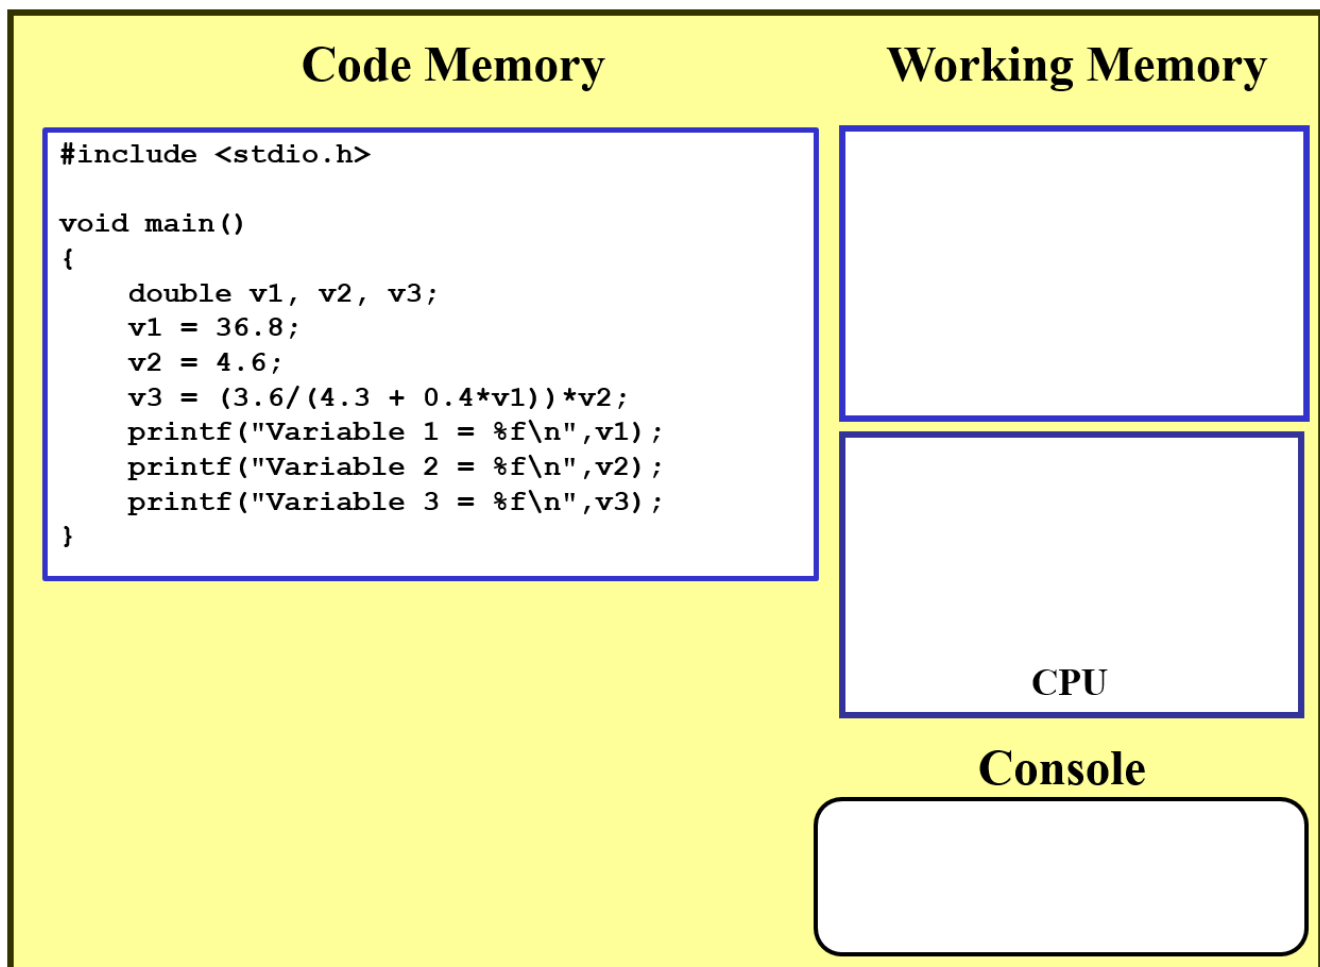 Code Memory
Working Memory
#include <stdio.h>
void main()
{
    double v1, v2, v3;
    v1 = 36.8;
    v2 = 4.6;
    v3 = (3.6/(4.3 + 0.4*v1))*v2;
    printf("Variable 1 = %f\n",v1);
    printf("Variable 2 = %f\n",v2);
    printf("Variable 3 = %f\n",v3);
}
CPU
Console